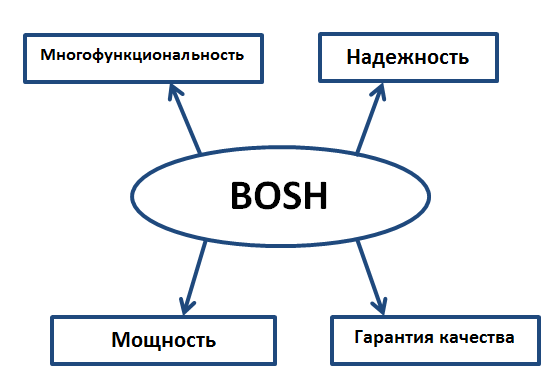 Многофункциональность
Надежность
BOSH
Мощность
Гарантия качества